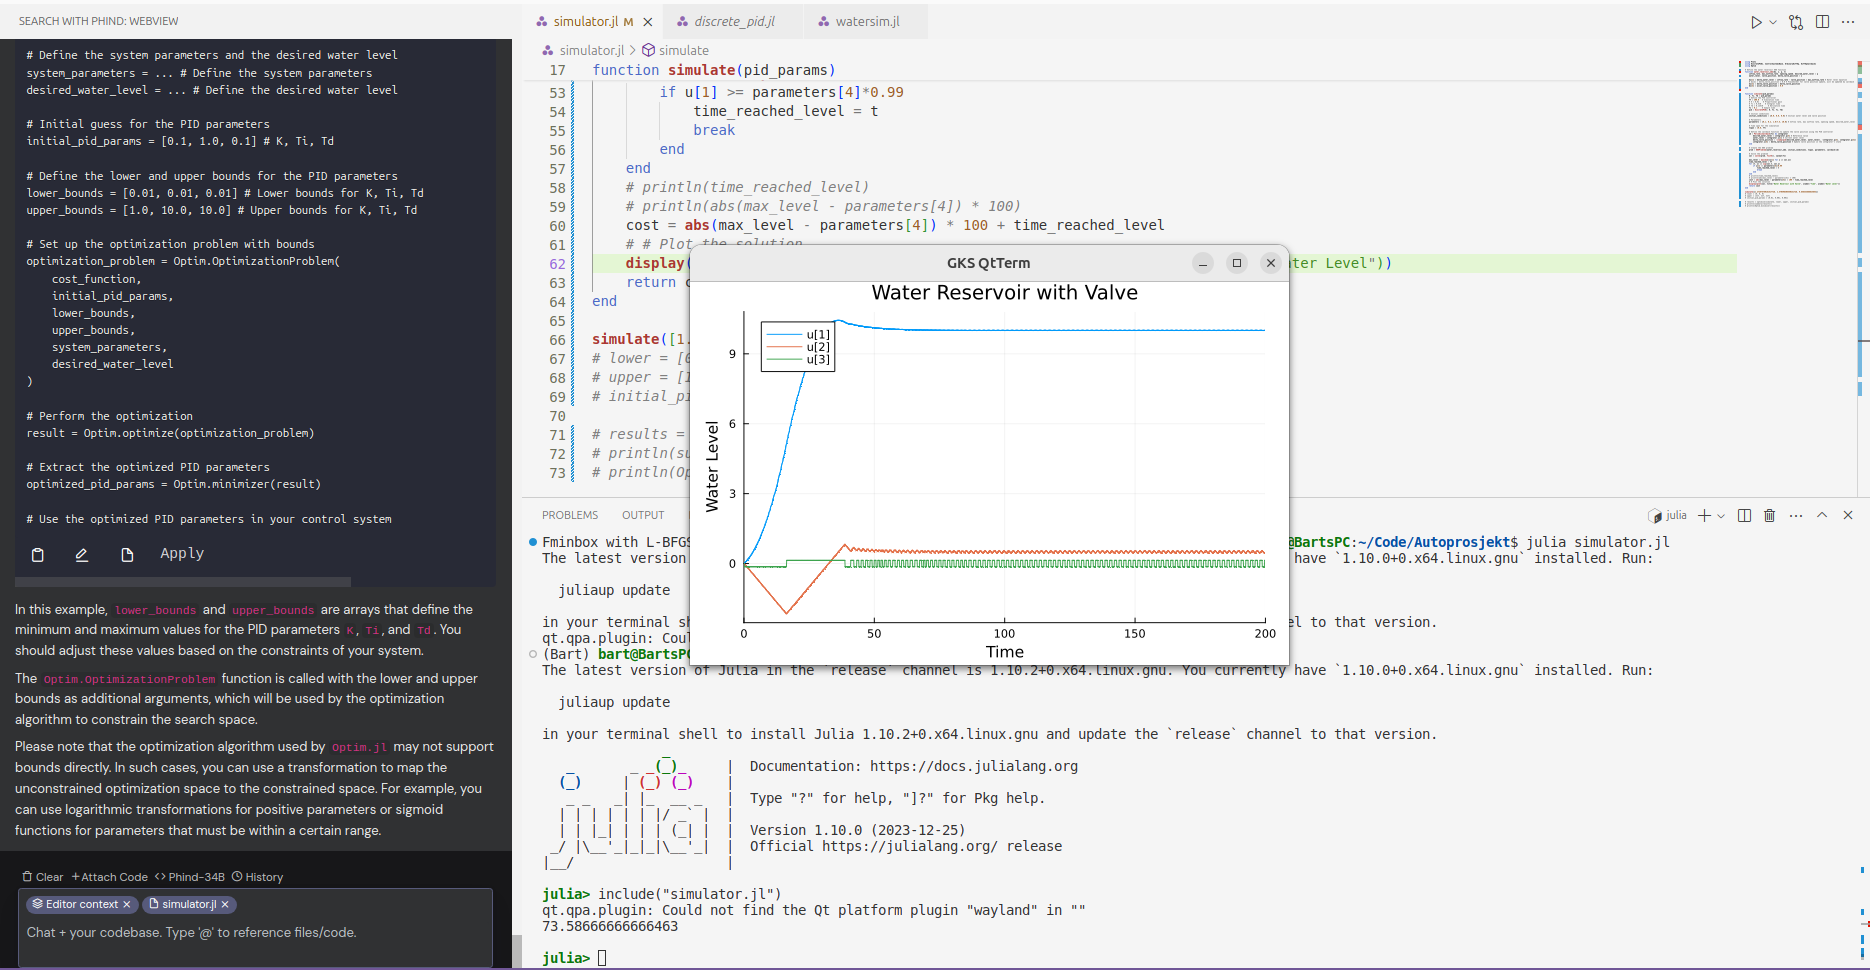 SEARCH WITH PHIND: WEBVIEW
# Define the system parameters and the desired water level
system_parameters = ... # Define the system parameters
desired_water_level = ... # Define the desired water level
# Initial guess for the PID parameters
initial_pid_params = [0.1, 1.0, 0.1] # K, Ti, Td
# Define the lower and upper bounds for the PID parameters
lower_bounds = [0.01, 0.01, 0.01] # Lower bounds for K, Ti, Td
upper_bounds = [1.0, 10.0, 10.0] # Upper bounds for K, Ti, Td
# Set up the optimization problem with bounds
optimization_problem = Optim.OptimizationProblem(
cost_function,
initial_pid_params,
lower_bounds,
upper_bounds,
system_parameters,
desired_water_level
)
# Perform the optimization
result = Optim.optimize(optimization_problem)
# Extract the optimized PID parameters
optimized_pid_params = Optim.minimizer(result)
# Use the optimized PID parameters in your control system
Apply
In this example, lower_bounds and upper_bounds are arrays that define the
minimum and maximum values for the PID parameters K, Ti, and Td. You
should adjust these values based on the constraints of your system.
The Optim.OptimizationProblem function is called with the lower and upper
bounds as additional arguments, which will be used by the optimization
algorithm to constrain the search space.
Please note that the optimization algorithm used by Optim.jl may not support
bounds directly. In such cases, you can use a transformation to map the
unconstrained optimization space to the constrained space. For example, you
can use logarithmic transformations for positive parameters or sigmoid
functions for parameters that must be within a certain range.
Clear + Attach Code <> Phind-34B History
Editor context × simulator.jl ×
Chat + your codebase. Type '@' to reference files/code.
simulator.jl M × discrete_pid.jl watersim.jl
simulator.jl > simulate
17 function simulate(pid_params)
53 if u[1] >= parameters[4]*0.99
54 time_reached_level = t
55 break
56 end
57 end
58 # println(time_reached_level)
59 # println(abs(max_level - parameters[4]) * 100)
60 cost = abs(max_level - parameters[4]) * 100 + time_reached_level
61 # # Plot the solution
62 display( ter Level"))
63 return c
64 end
65
66 simulate([1.
67 # lower = [0
68 # upper = [1
69 # initial_pi
70
71 # results =
72 # println(su
73 # println(Op
GKS QtTerm
Water Reservoir with Valve
u[1]
u[2]
u[3]
Water Level
9
6
3
0
0 50 100 150 200
Time
PROBLEMS OUTPUT
julia
Fminbox with L-BFGS @BartsPC:~/Code/Autoprosjekt$ julia simulator.jl
The latest version have `1.10.0+0.x64.linux.gnu` installed. Run:
juliaup update
in your terminal sh el to that version.
qt.qpa.plugin: Coul
(Bart) bart@BartsPC
The latest version of Julia in the `release` channel is 1.10.2+0.x64.linux.gnu. You currently have `1.10.0+0.x64.linux.gnu` installed. Run:
juliaup update
in your terminal shell to install Julia 1.10.2+0.x64.linux.gnu and update the `release` channel to that version.
Documentation: https://docs.julialang.org
Type "?" for help, "]?" for Pkg help.
Version 1.10.0 (2023-12-25)
Official https://julialang.org/ release
julia> include("simulator.jl")
qt.qpa.plugin: Could not find the Qt platform plugin "wayland" in ""
73.58666666666463
julia>